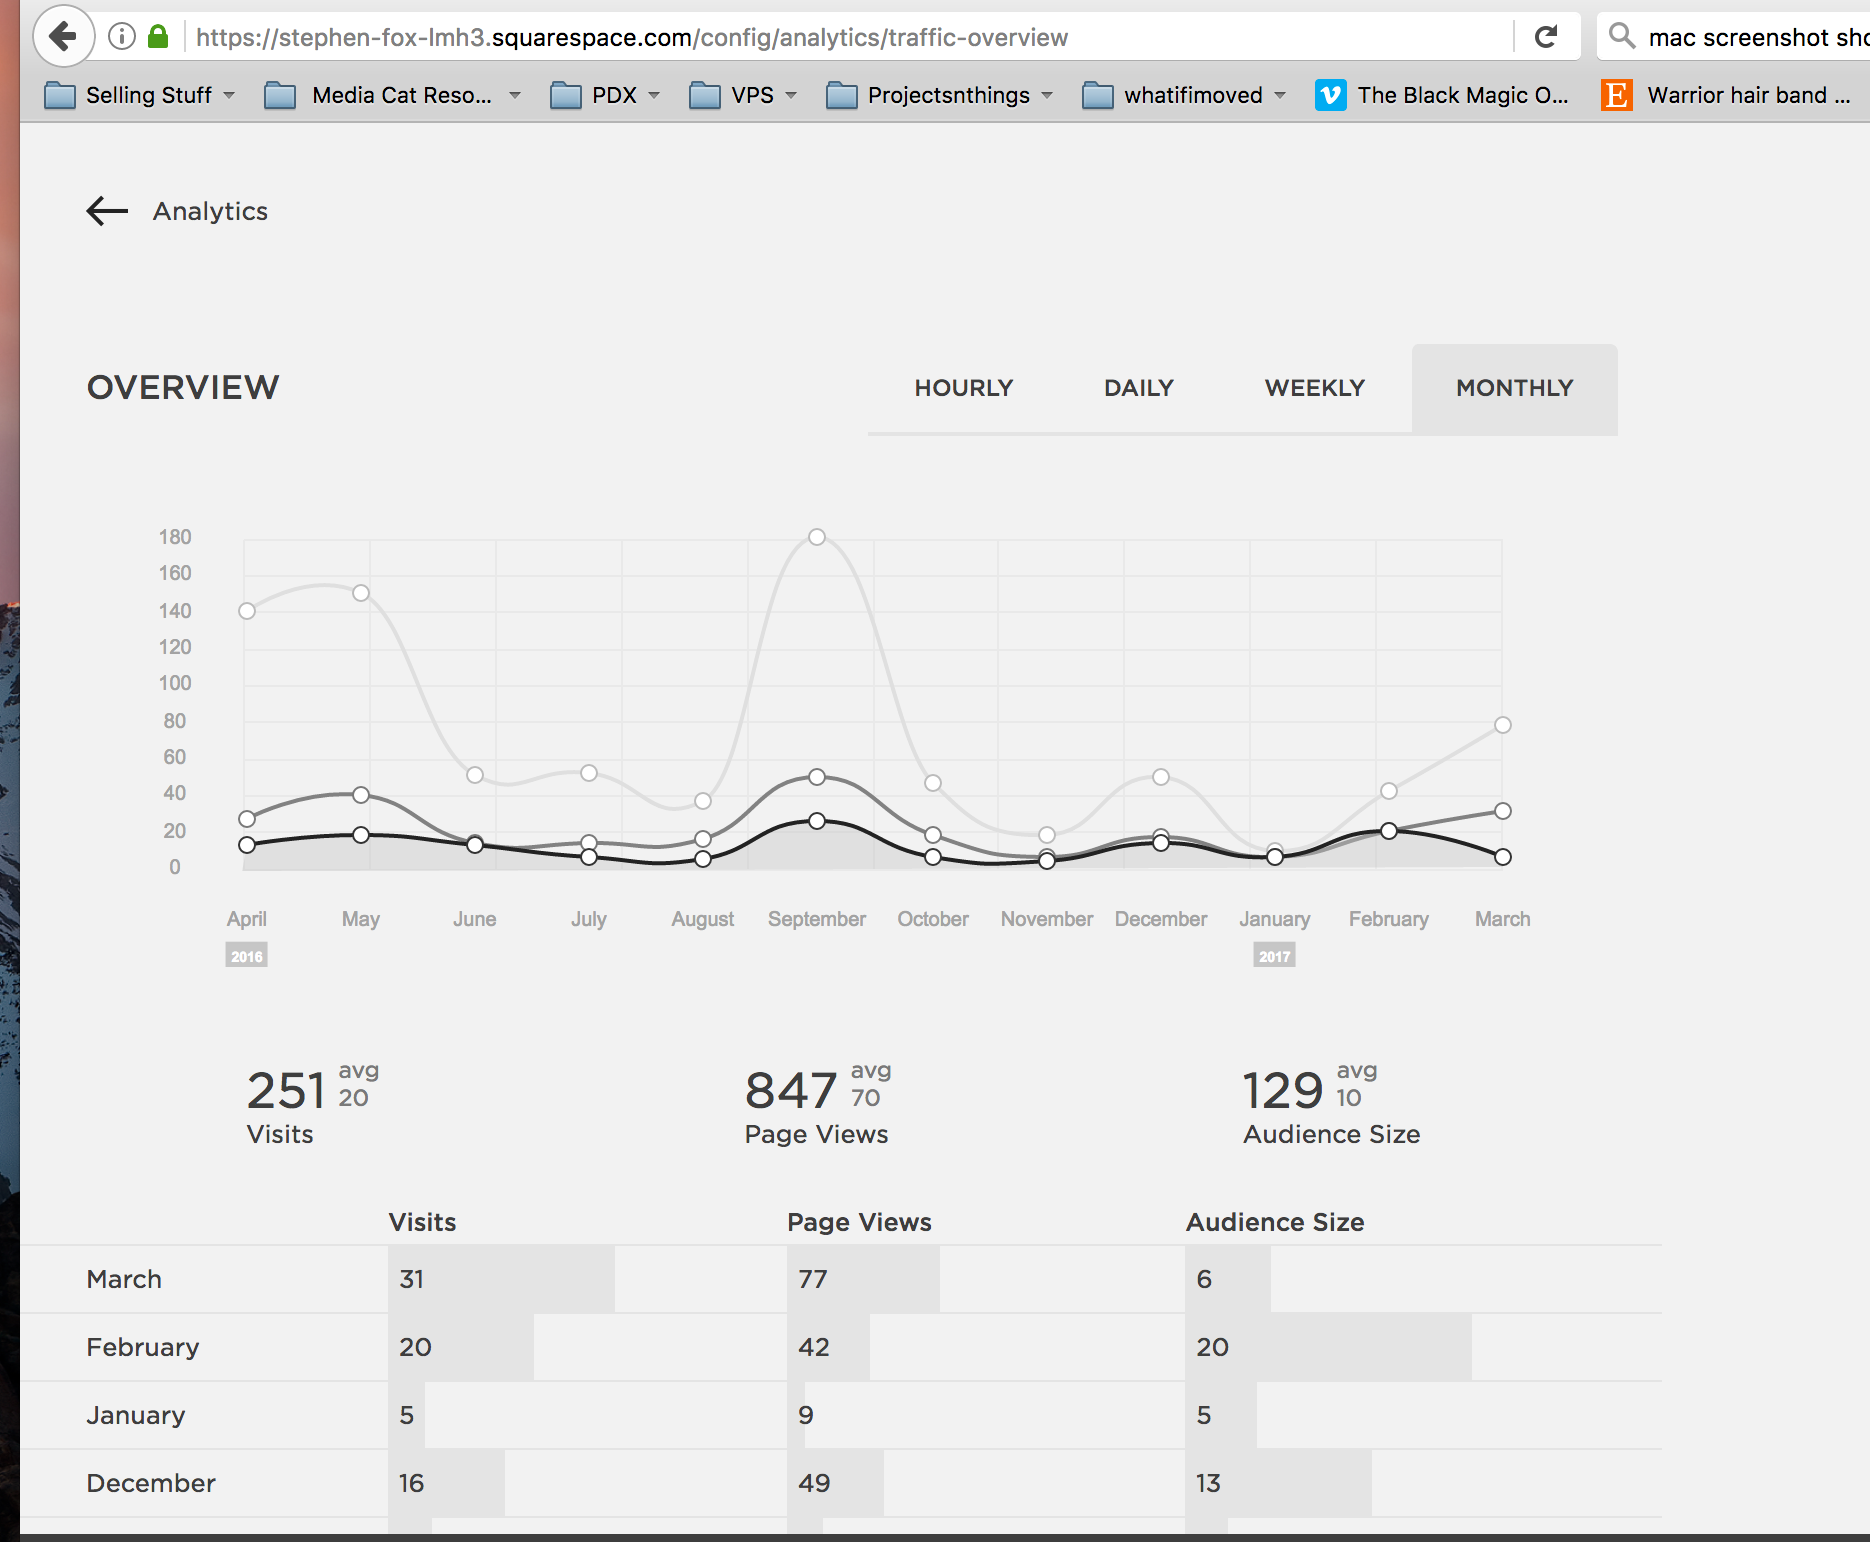 https://stephen-fox-lmh3.squarespace.com/config/analytics/traffic-overview
mac screenshot sho
Selling Stuff
Media Cat Reso...
PDX
VPS
Projectsnthings
whatifimoved
The Black Magic O...
E Warrior hair band ...
Analytics
OVERVIEW
HOURLY DAILY WEEKLY MONTHLY
180
160
140
120
100
80
60
40
20
0
April May June July August September October November December January February March
2016 2017
251 avg 20
Visits
847 avg 70
Page Views
129 avg 10
Audience Size
Visits Page Views Audience Size
March 31 77 6
February 20 42 20
January 5 9 5
December 16 49 13